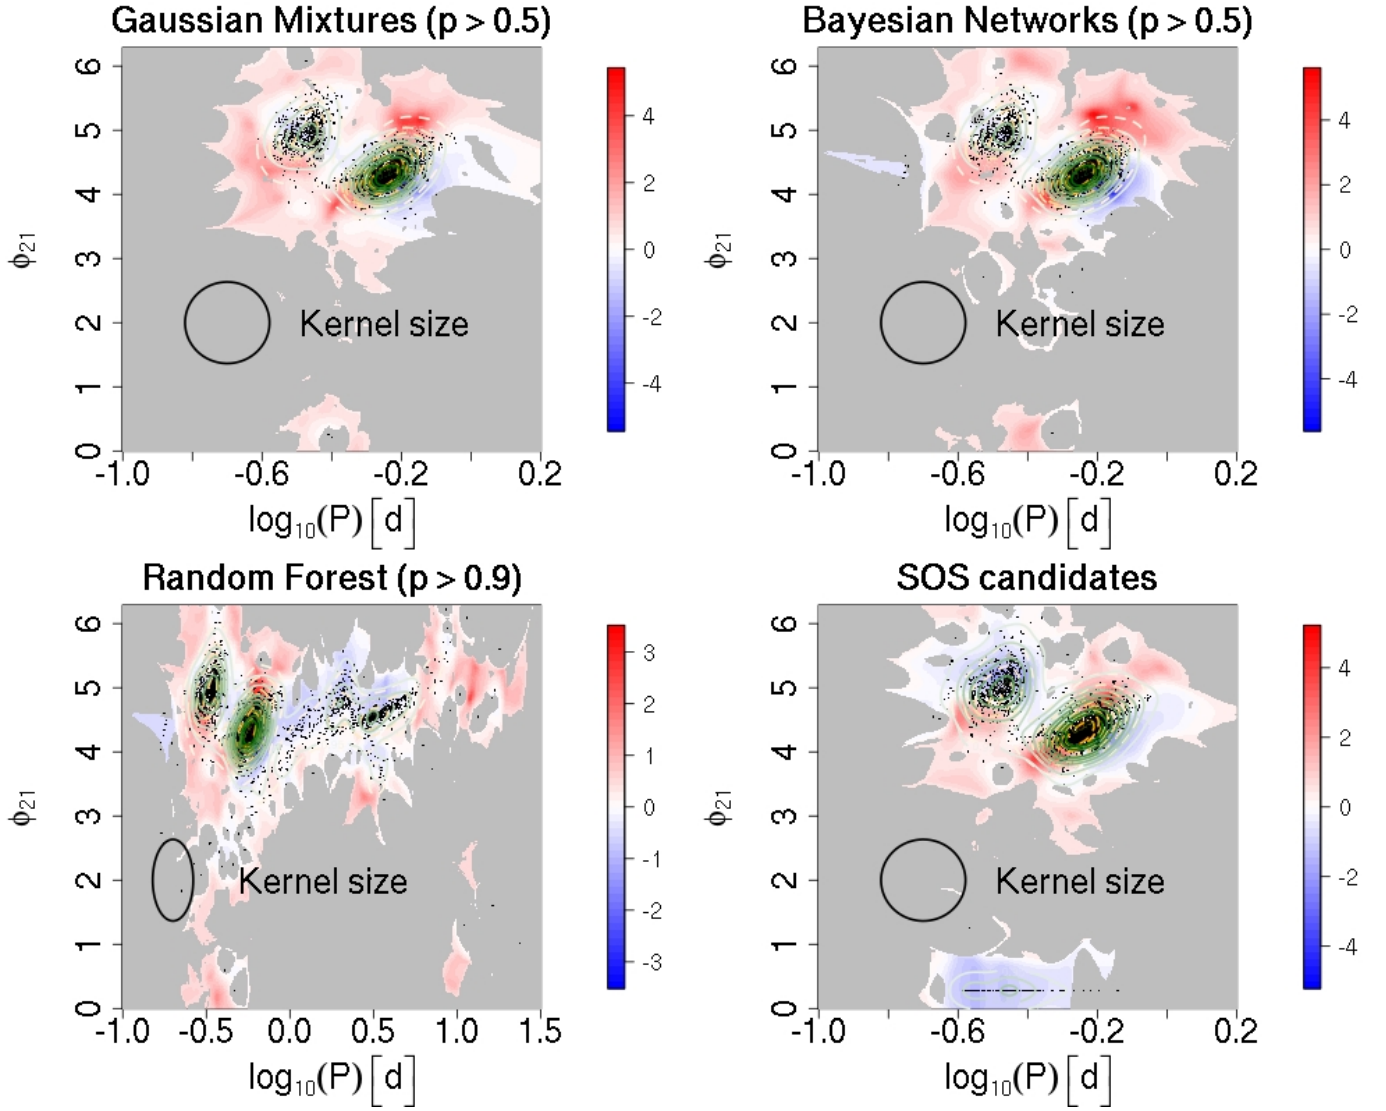 Gaussian Mixtures (p > 0.5)
6
5
4
3
2
1
0
ϕ21
Kernel size
-1.0 -0.6 -0.2 0.2
log10(P) [d]
4
2
0
-2
-4
Bayesian Networks (p > 0.5)
6
5
4
3
2
1
0
ϕ21
Kernel size
-1.0 -0.6 -0.2 0.2
log10(P) [d]
4
2
0
-2
-4
Random Forest (p > 0.9)
6
5
4
3
2
1
0
ϕ21
Kernel size
-1.0 -0.5 0.0 0.5 1.0 1.5
log10(P) [d]
3
2
1
0
-1
-2
-3
SOS candidates
6
5
4
3
2
1
0
ϕ21
Kernel size
-1.0 -0.6 -0.2 0.2
log10(P) [d]
4
2
0
-2
-4